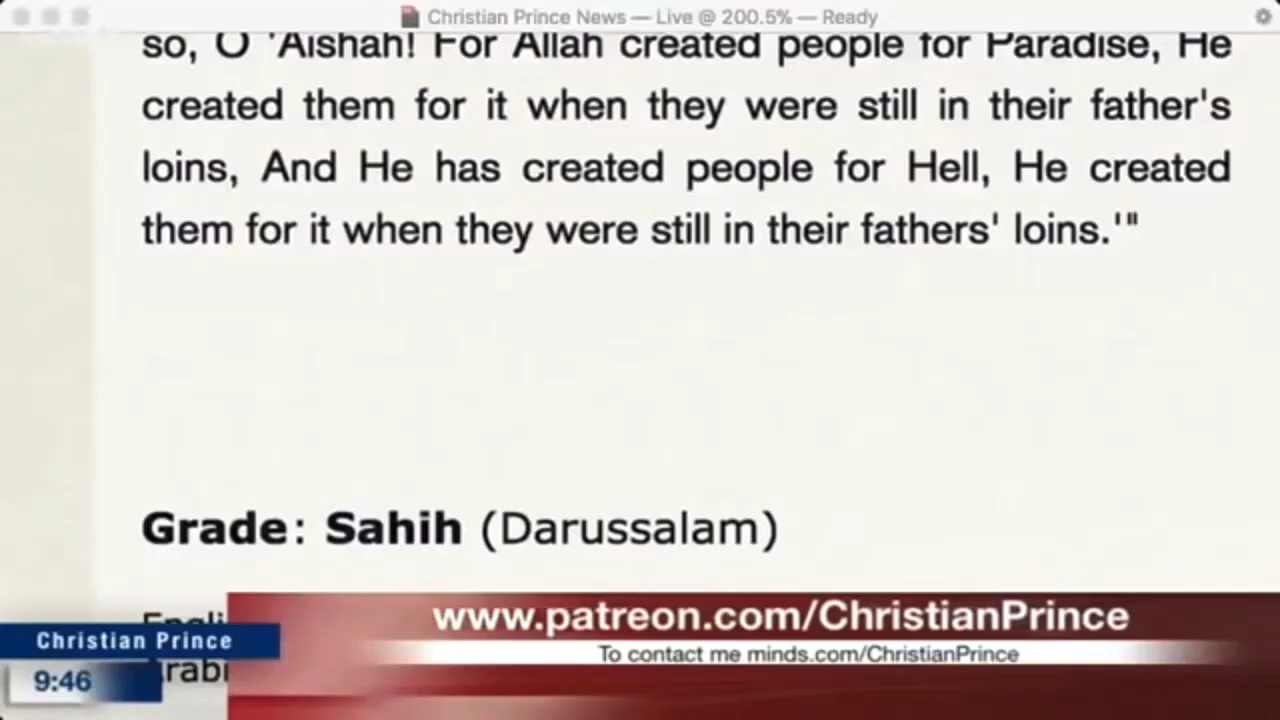 Christian Prince News — Live @ 200.5% — Ready
so, O 'Aishah! For Allah created people for Paradise, He
created them for it when they were still in their father's
loins, And He has created people for Hell, He created
them for it when they were still in their fathers' loins.'"
Grade: Sahih (Darussalam)
www.patreon.com/ChristianPrince
Christian Prince
To contact me minds.com/ChristianPrince
9:46